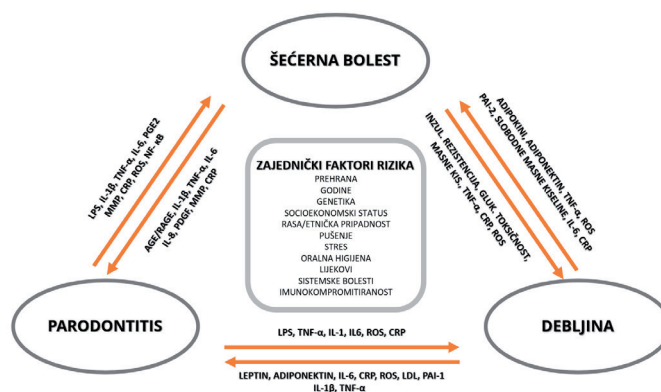 ŠEĆERNA BOLEST
LPS, IL-1β, TNF-α, IL-6, PGE2
MMP, CRP, ROS, NF- κB
AGE/RAGE, IL-1β, TNF-α, IL-6
IL-8, PDGF, MMP, CRP
ADIPOKINI, ADIPONEKTIN, TNF-α, ROS
PAI-2, SLOBODNE MASNE KISELINE, IL-6, CRP
INZUL. REZISTENCIJA, GLUK. TOKSIČNOST,
MASNE KIS., TNF-α, CRP, ROS
ZAJEDNIČKI FAKTORI RIZIKA
PREHRANA
GODINE
GENETIKA
SOCIOEKONOMSKI STATUS
RASA/ETNIČKA PRIPADNOST
PUŠENJE
STRES
ORALNA HIGIJENA
LIJEKOVI
SISTEMSKE BOLESTI
IMUNOKOMPROMITIRANOST
PARODONTITIS
DEBLJINA
LPS, TNF-α, IL-1, IL6, ROS, CRP
LEPTIN, ADIPONEKTIN, IL-6, CRP, ROS, LDL, PAI-1
IL-1β, TNF-α